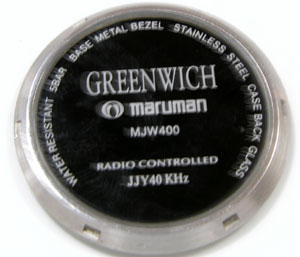 WATER RESISTANT 5BAR BASE METAL BEZEL STAINLESS STEEL CASE BACK GLASS
GREENWICH
maruman
MJW400
RADIO CONTROLLED
JJY40 KHz